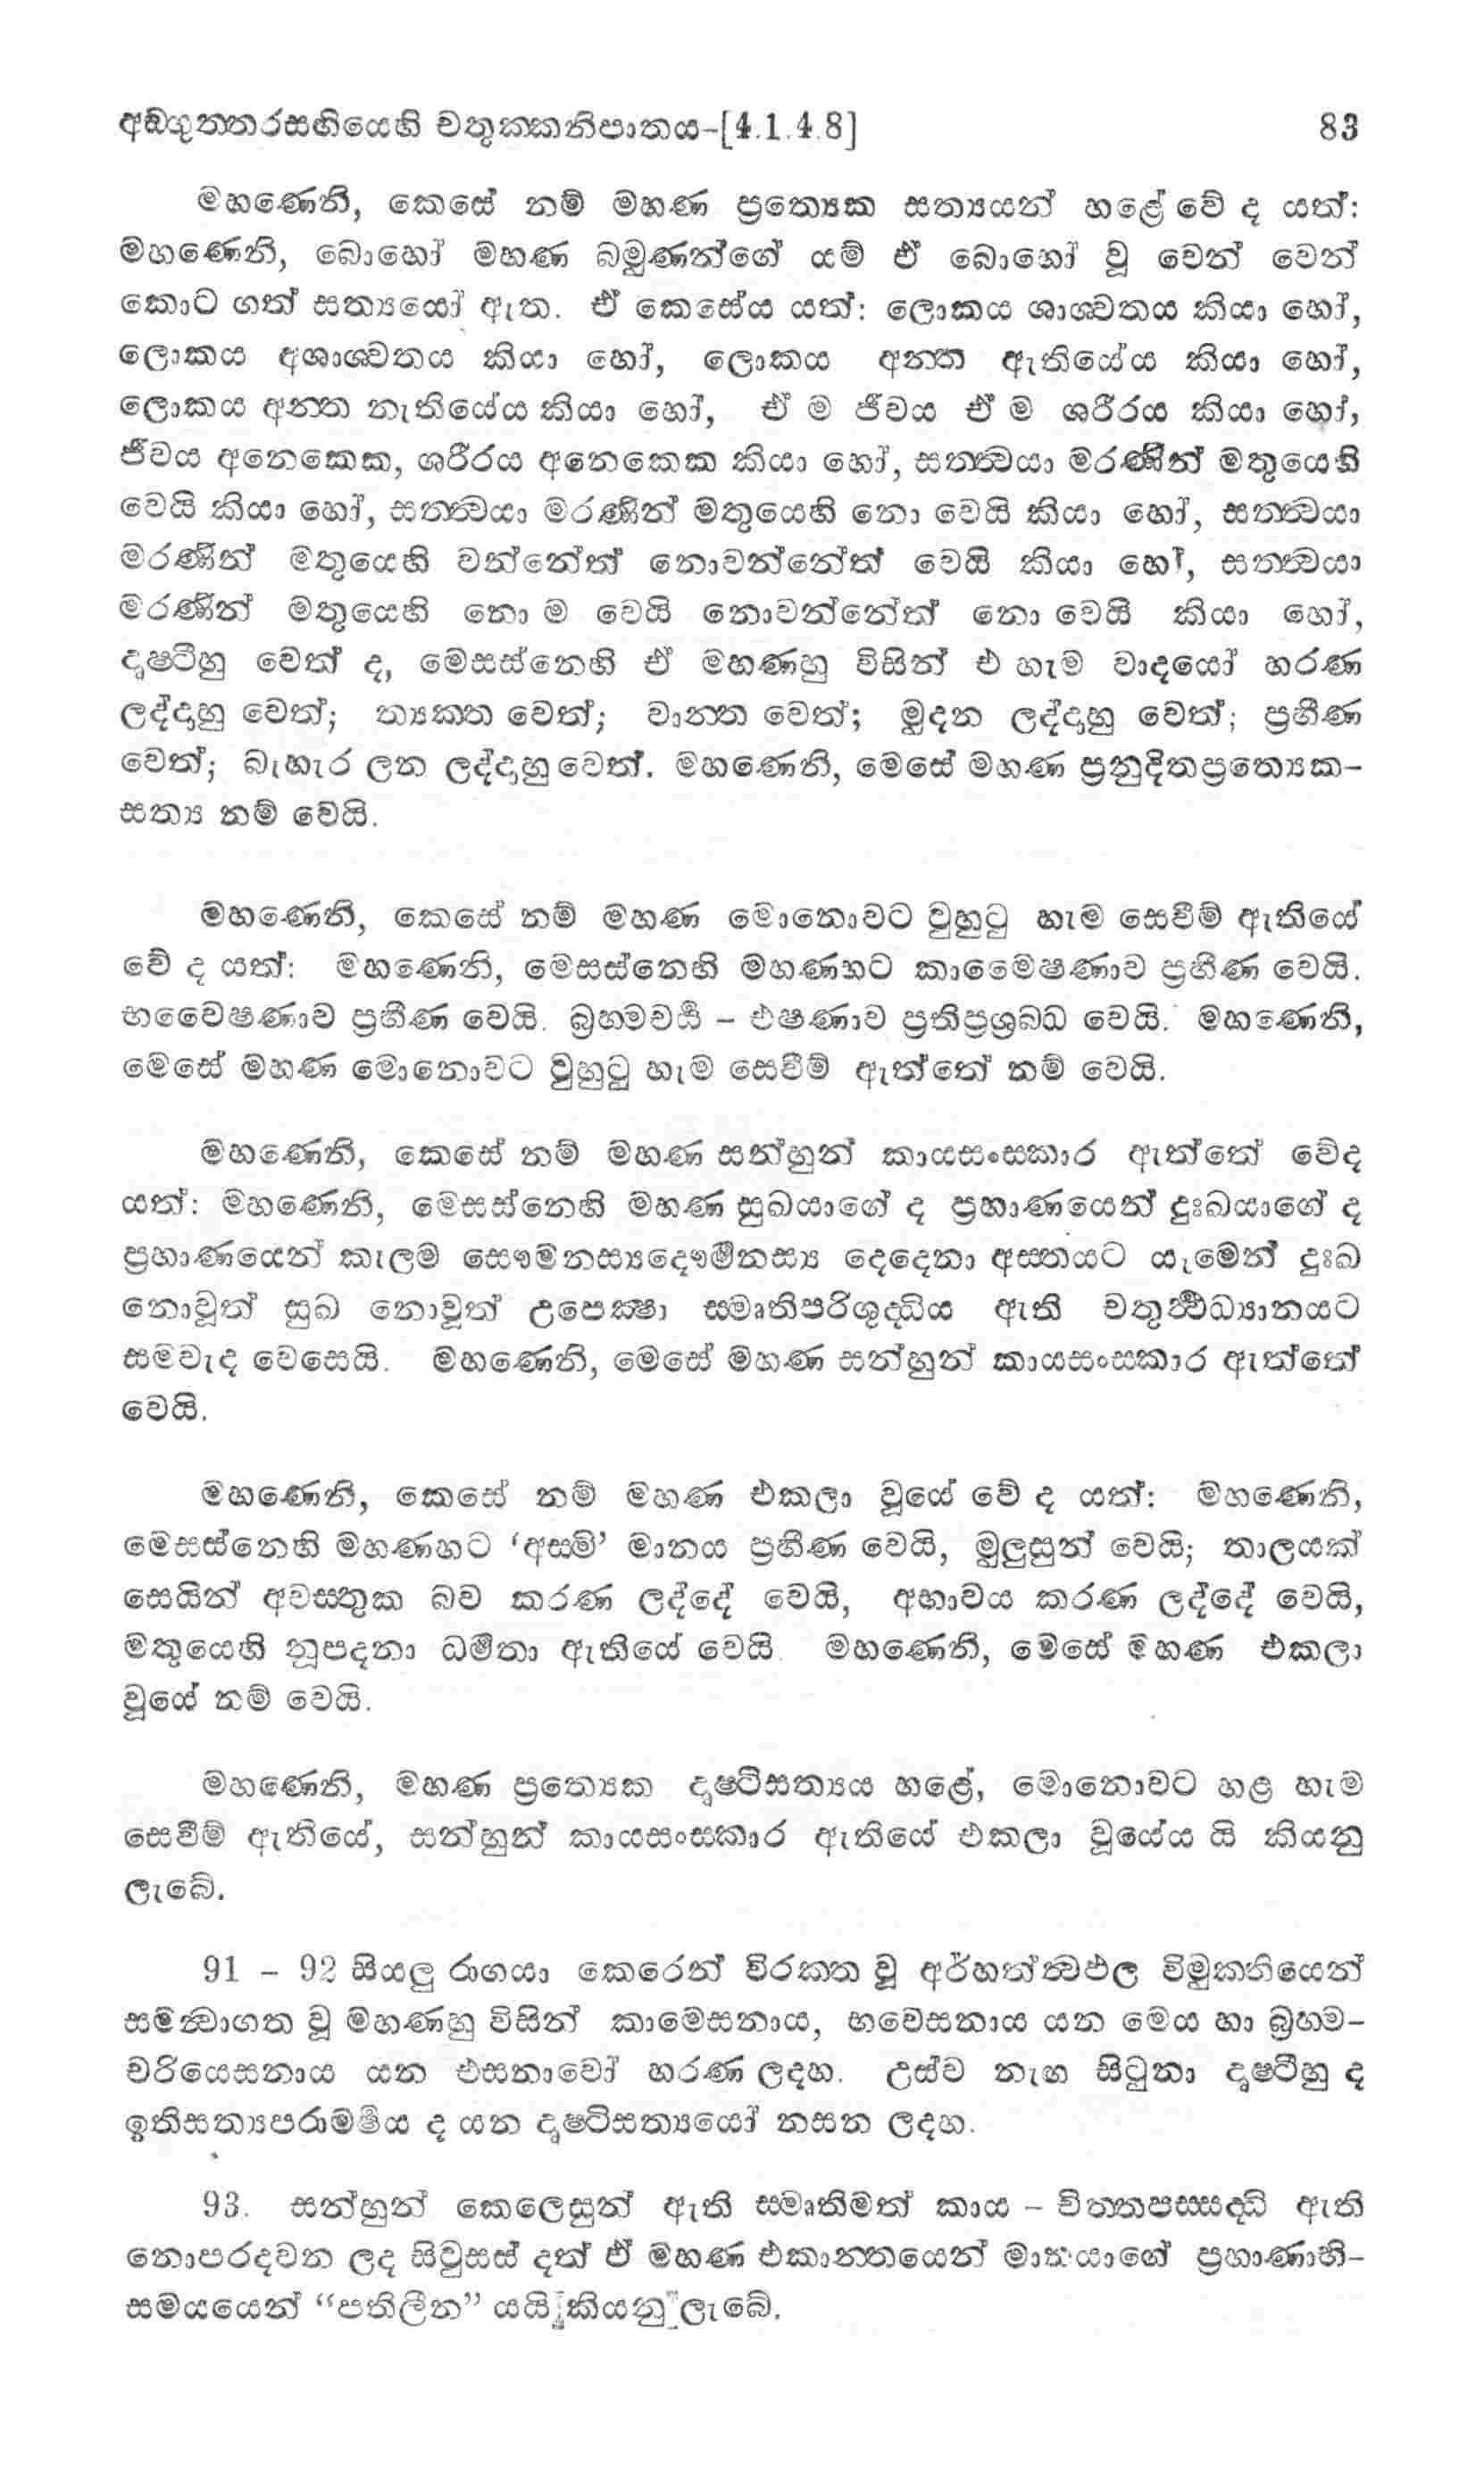 අඞගුත‍්තරසඟියෙහි චතුක‍්කනිපාතය-[4.1.4.8] 83
මහණෙනි, කෙසේ නම් මහණ ප්‍රත්‍යෙක සත්‍යයන් හළේ වේ ද යත්:
මහණෙනි, බොහෝ මහණ බමුණන්ගේ යම් ඒ බොහෝ වූ වෙන් වෙන්
කොට ගත් සත්‍යයෝ ඇත. ඒ කෙසේය යත්: ලොකය ශාශ්වතය කියා හෝ,
ලොකය අශාශ්වතය කියා හෝ, ලොකය අන‍්ත ඇතියේය කියා හෝ,
ලොකය අන‍්ත නැතියේය කියා හෝ, ඒ ම ජීවය ඒ ම ශරීරය කියා හෝ,
ජීවය අනෙකෙක, ශරීරය අනෙකෙක කියා හෝ, සත්ත්‍වයා මරණින් මතුයෙහි
වෙයි කියා හෝ, සත්ත්‍වයා මරණින් මතුයෙහි නො වෙයි කියා හෝ, සත්ත්‍වයා
මරණින් මතුයෙහි වන්නේත් නොවන්නේත් වෙයි කියා හෝ, සත්ත්‍වයා
මරණින් මතුයෙහි නො ම වෙයි නොවන්නේත් නො වෙයි කියා හෝ,
දෘෂ්ටීහු වෙත් ද, මෙසස්නෙහි ඒ මහණහු විසින් එ හැම වාදයෝ හරණ
ලද්දාහු වෙත්; ත්‍යක‍්ත වෙත්; වාන‍්ත වෙත්; මුදන ලද්දාහු වෙත්; ප්‍රහීණ
වෙත්; බැහැර ලන ලද්දාහු වෙත්. මහණෙනි, මෙසේ මහණ ප්‍රනුදිතප්‍රත්‍යෙක-
සත්‍ය නම් වෙයි.
මහණෙනි, කෙසේ නම් මහණ මොනොවට වුහුටු හැම සෙවීම් ඇතියේ
වේ ද යත්: මහණෙනි, මෙසස්නෙහි මහණහට කාමෛෂණාව ප්‍රහීණ වෙයි.
භවෛෂණාව ප්‍රහීණ වෙයි. බ්‍රහ්මචර්‍ය්‍ය - එෂණාව ප්‍රතිප්‍රශ්‍රබ්ධ වෙයි. මහණෙනි,
මෙසේ මහණ මොනොවට වුහුටු හැම සෙවීම් ඇත්තේ නම් වෙයි.
මහණෙනි, කෙසේ නම් මහණ සන්හුන් කායසංස්කාර ඇත්තේ වේද
යත්: මහණෙනි, මෙසස්නෙහි මහණ සුඛයාගේ ද ප්‍රහාණයෙන් දුඃඛයාගේ ද
ප්‍රහාණයෙන් කැලම සෞමනස්‍යදෞර්මනස්‍ය දෙදෙනා අස‍්තයට යෑමෙන් දුඃඛ
නොවූත් සුඛ නොවූත් උපෙක්‍ෂා ස්මෘතිපරිශුද්ධිය ඇති චතුර්ත්‍ථධ්‍යානයට
සමවැද වෙසෙයි. මහණෙනි, මෙසේ මහණ සන්හුන් කායසංස්කාර ඇත්තේ
වෙයි.
මහණෙනි, කෙසේ නම් මහණ එකලා වූයේ වේ ද යත්: මහණෙනි,
මෙසස්නෙහි මහණහට ‘අස‍්මි’ මානය ප්‍රහීණ වෙයි, මුලුසුන් වෙයි; තාලයක්
සෙයින් අවස‍්තුක බව කරණ ලද්දේ වෙයි, අභාවය කරණ ලද්දේ වෙයි,
මතුයෙහි නූපදනා ධර්මතා ඇතියේ වෙයි. මහණෙනි, මෙසේ මහණ එකලා
වූයේ නම් වෙයි.
මහණෙනි, මහණ ප්‍රත්‍යෙක දෘෂ්ටිසත්‍යය හළේ, මොනොවට හළ හැම
සෙවීම් ඇතියේ, සන්හුන් කායසංස්කාර ඇතියේ එකලා වූයේය යි කියනු
ලැබේ.
91 - 92 සියලු රාගයා කෙරෙන් විරක‍්ත වූ අර්හත්ත්‍වඵල විමුක‍්තියෙන්
සමන්‍වාගත වූ මහණහු විසින් කාමෙසනාය, භවෙසනාය යන මෙය හා බ්‍රහ්ම-
චරියෙසනාය යන එසනාවෝ හරණ ලදහ. උස්ව නැඟ සිටුනා දෘෂ්ටීහු ද
ඉතිසත්‍යපරාමර්ෂය ද යන දෘෂ්ටිසත්‍යයෝ නසන ලදහ.
93. සන්හුන් කෙලෙසුන් ඇති ස්මෘතිමත් කාය - චිත‍්තපස‍්සද්ධි ඇති
නොපරදවන ලද සිවුසස් දත් ඒ මහණ එකාන‍්තයෙන් මානයාගේ ප්‍රහාණාභි-
සමයයෙන් “පතිලීන” යයි කියනු ලැබේ.